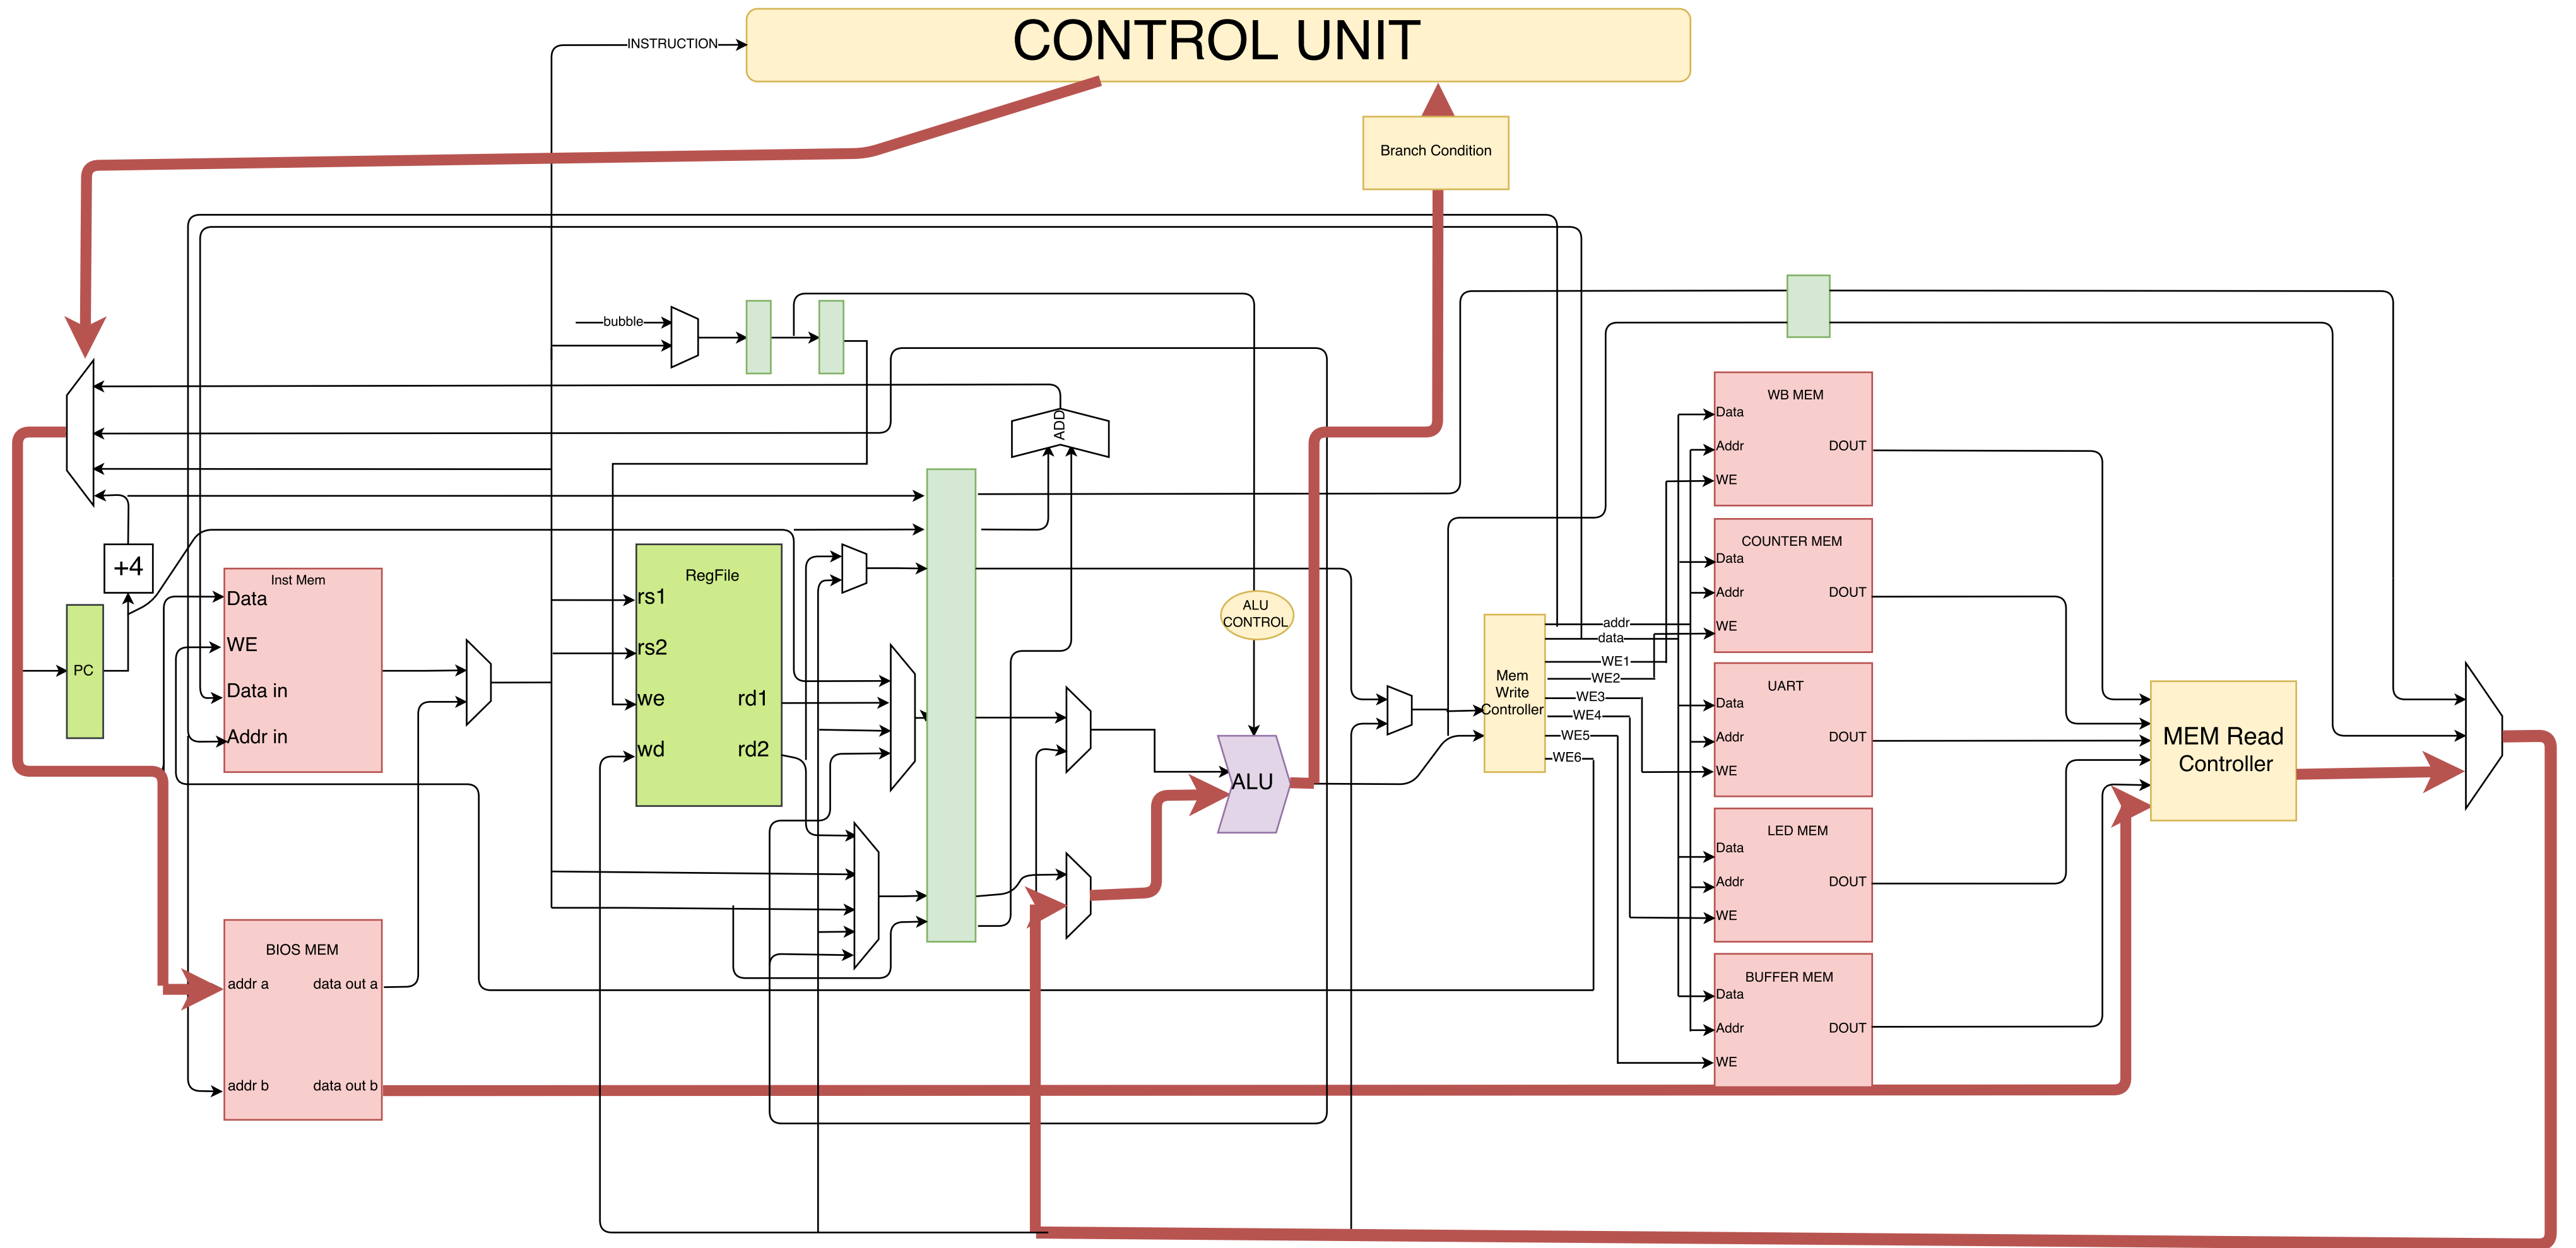 CONTROL UNIT
INSTRUCTION
Branch Condition
bubble
ADD
+4
PC
Inst Mem
Data
WE
Data in
Addr in
RegFile
rs1
rs2
we
rd1
wd
rd2
ALU
CONTROL
ALU
Mem
Write
Controller
addr
data
WE1
WE2
WE3
WE4
WE5
WE6
WB MEM
Data
Addr
DOUT
WE
COUNTER MEM
Data
Addr
DOUT
WE
UART
Data
Addr
DOUT
WE
LED MEM
Data
Addr
DOUT
WE
BUFFER MEM
Data
Addr
DOUT
WE
MEM Read
Controller
BIOS MEM
addr a
data out a
addr b
data out b